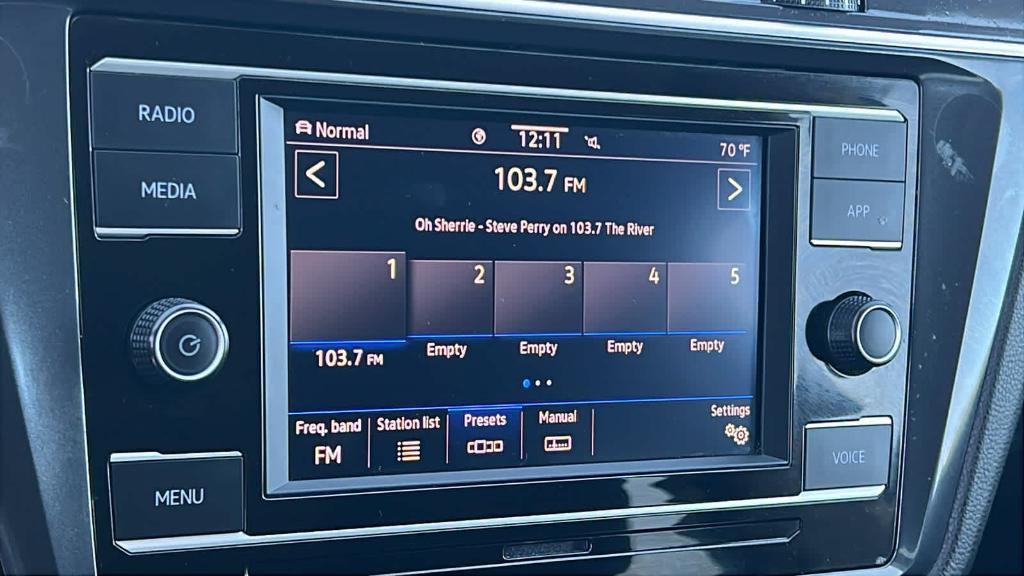 RADIO
MEDIA
MENU
Normal
12:11
70°F
<
103.7 FM
>
Oh Sherrie - Steve Perry on 103.7 The River
1
2
3
4
5
103.7 FM
Empty
Empty
Empty
Empty
Freq. band
FM
Station list
Presets
Manual
Settings
PHONE
APP
VOICE